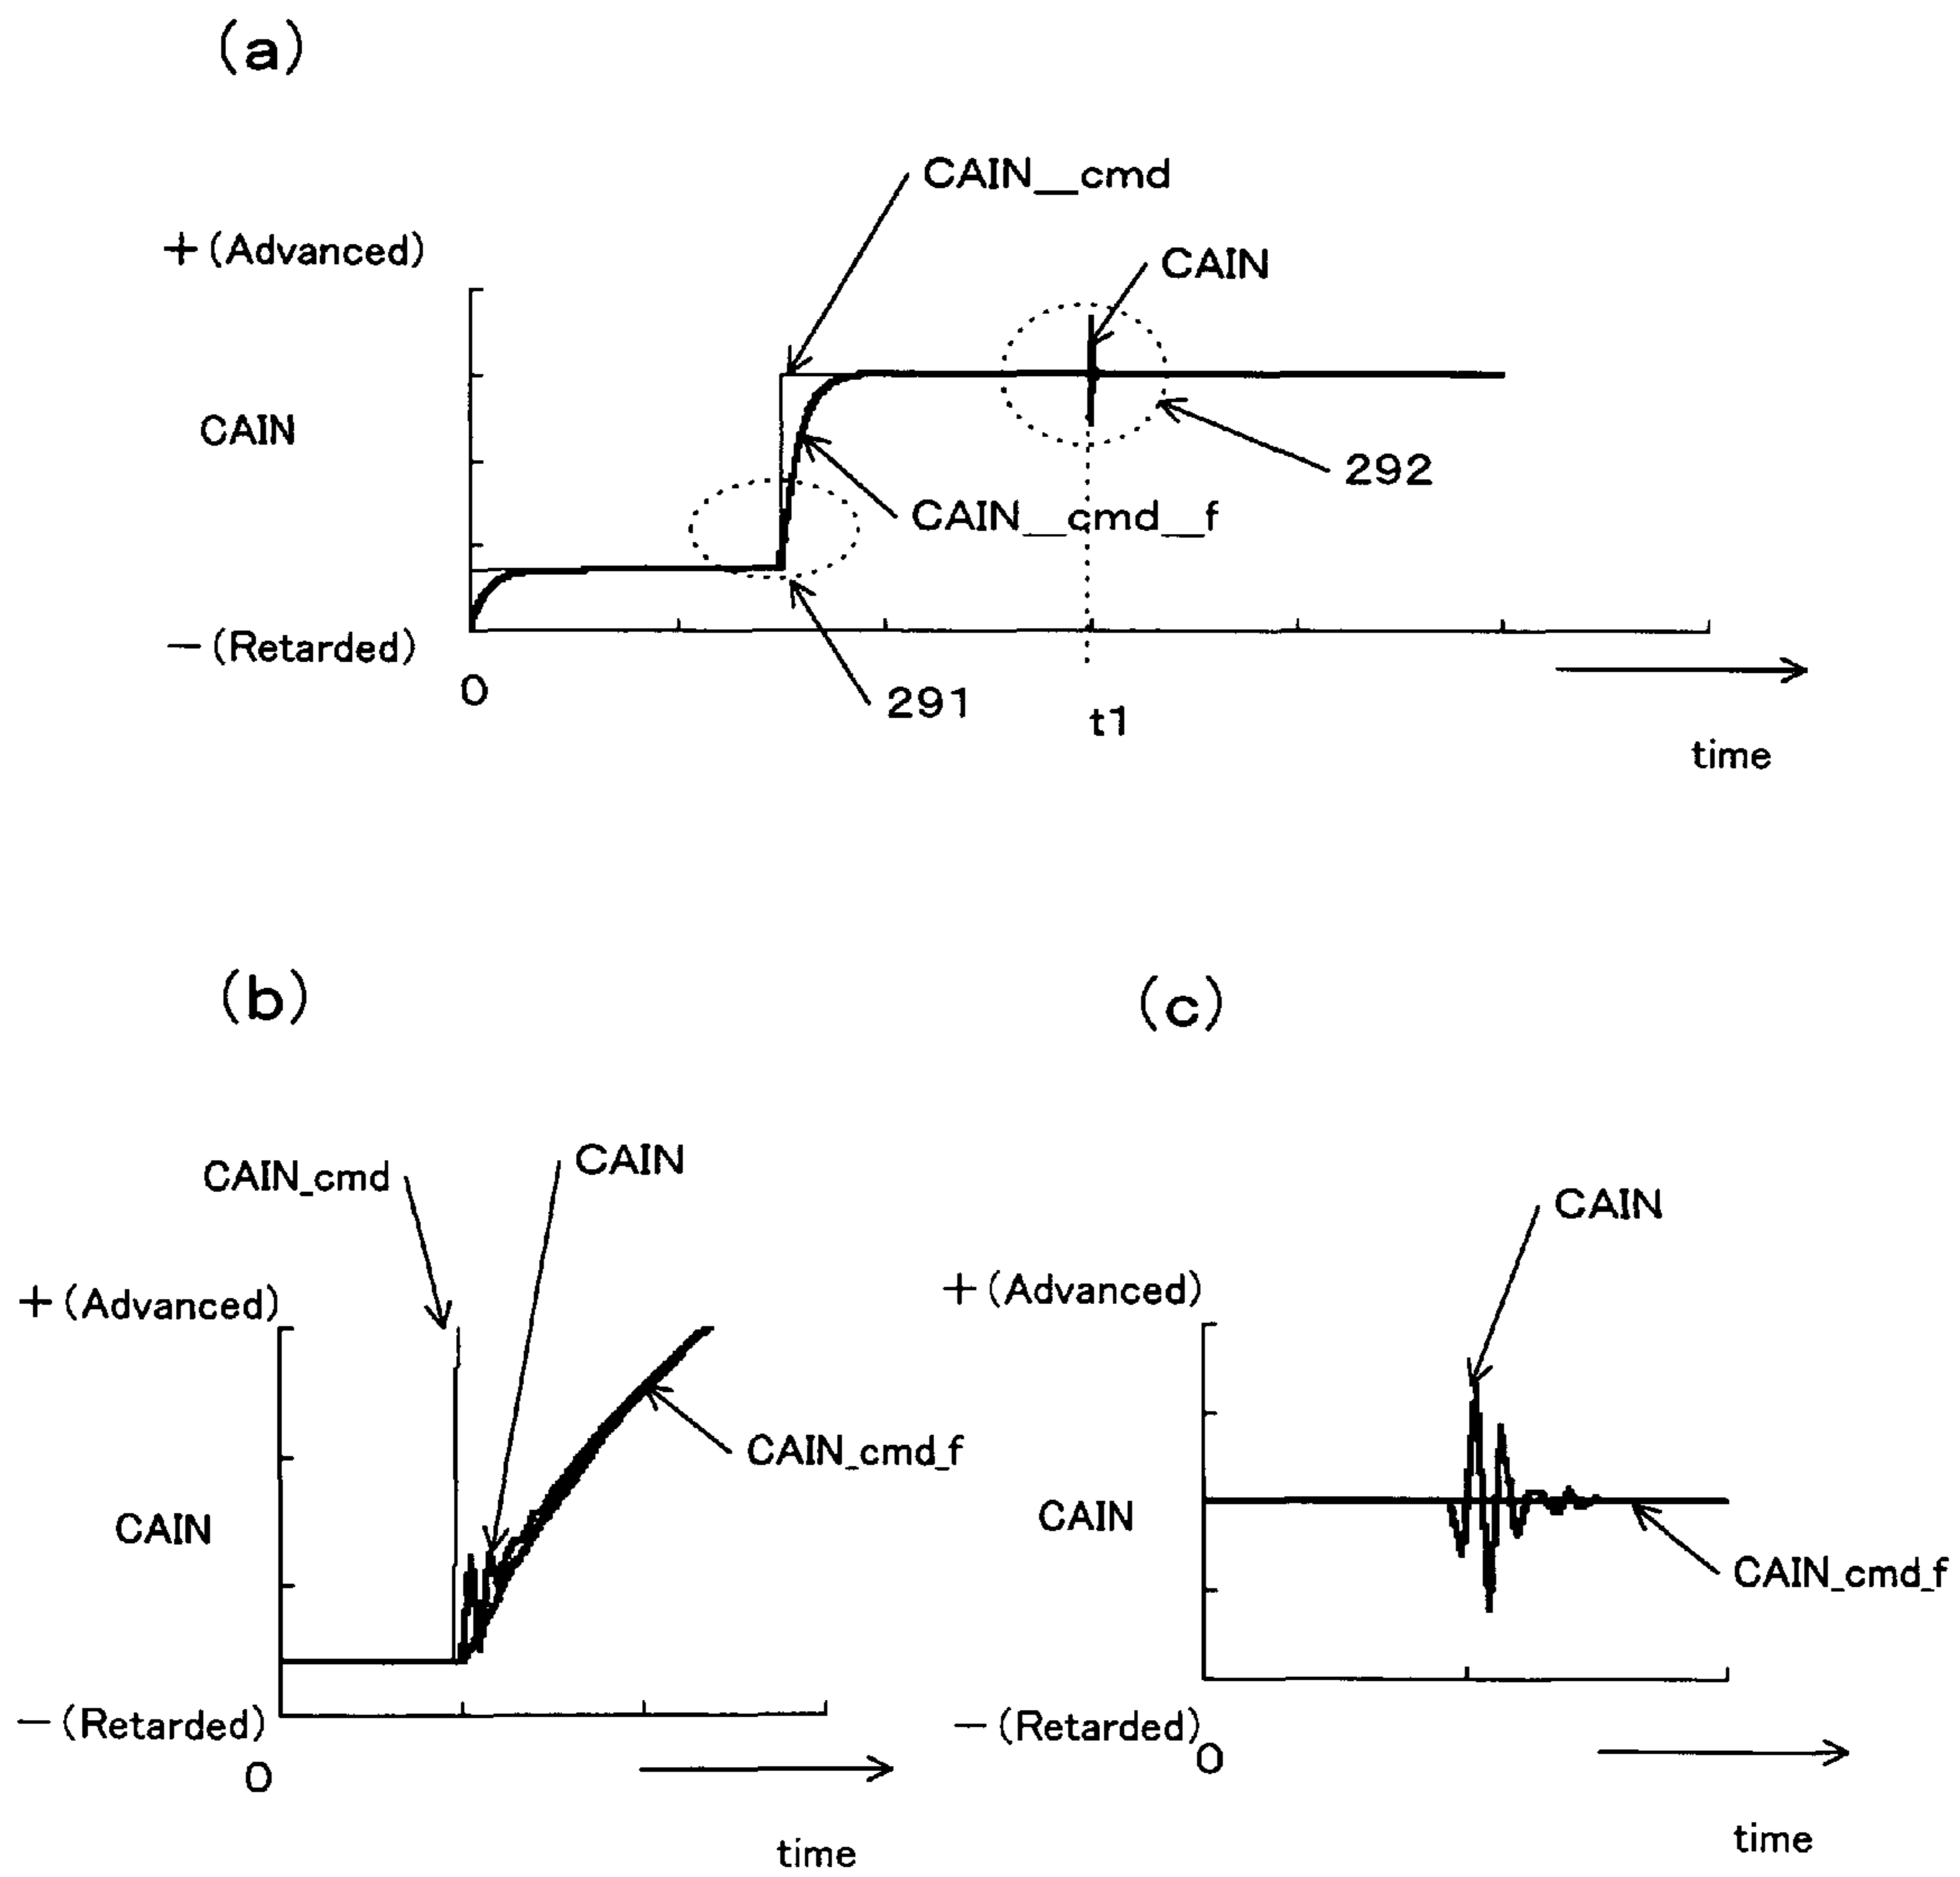 (a)
CAIN__cmd
+(Advanced)
CAIN
CAIN
292
CAIN__cmd__f
−(Retarded)
0
291
t1
time
(b)
(c)
CAIN_cmd
CAIN
CAIN
+(Advanced)
+(Advanced)
CAIN_cmd_f
CAIN
CAIN
CAIN_cmd_f
−(Retarded)
−(Retarded)
0
0
time
time